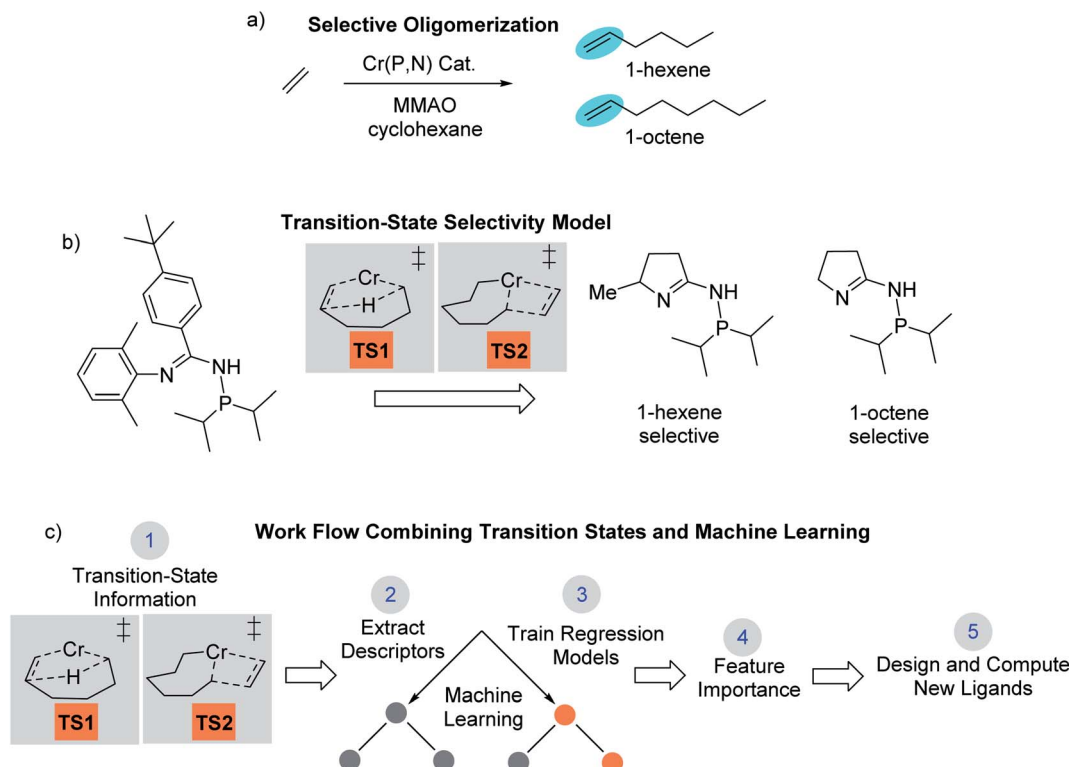 a)
Selective Oligomerization
Cr(P,N) Cat.
MMAO
cyclohexane
1-hexene
1-octene
b)
Transition-State Selectivity Model
N
NH
P
Cr
H
‡
TS1
Cr
‡
TS2
Me
N
NH
P
1-hexene
selective
N
NH
P
1-octene
selective
c)
Work Flow Combining Transition States and Machine Learning
1
Transition-State
Information
Cr
H
‡
TS1
Cr
‡
TS2
2
Extract
Descriptors
3
Train Regression
Models
Machine
Learning
4
Feature
Importance
5
Design and Compute
New Ligands